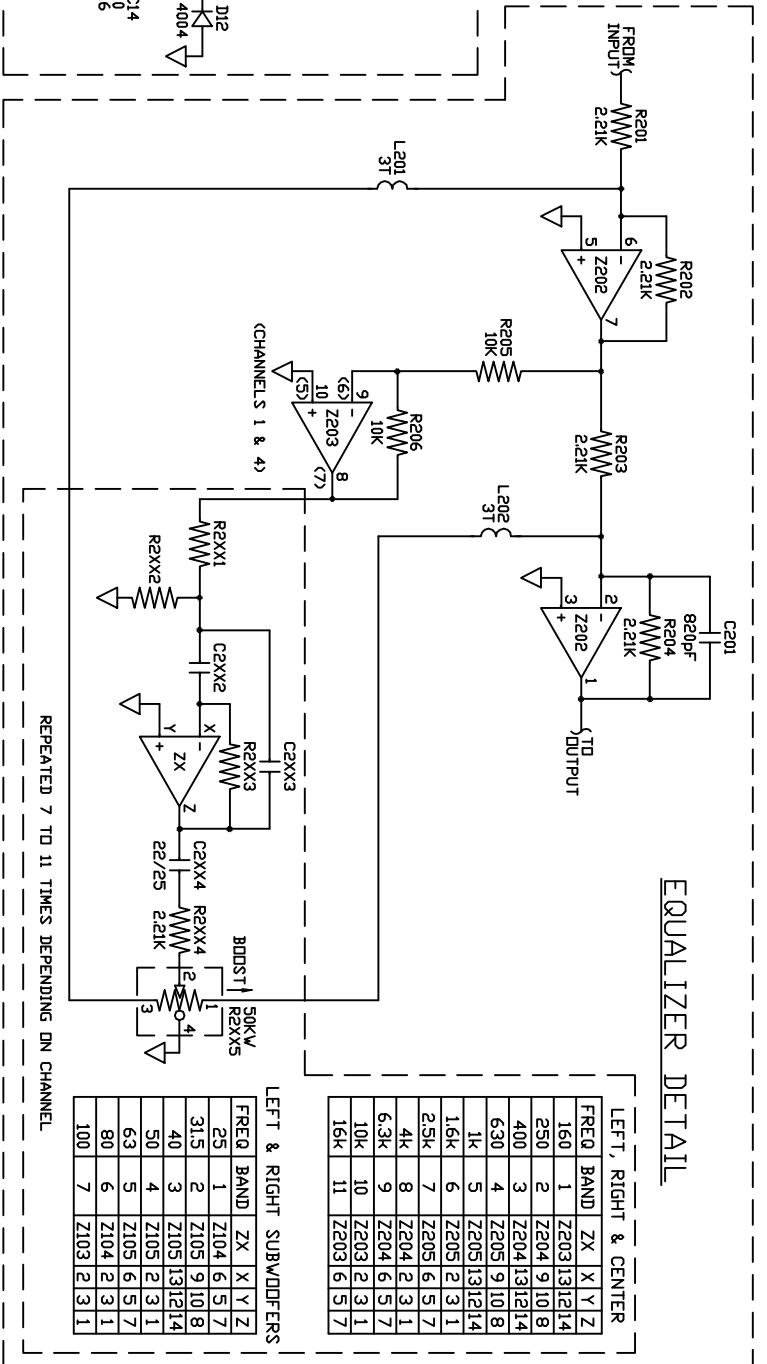 EQUALIZER DETAIL
FROM
INPUT
R201
2.21K
L201
3T
R202
2.21K
6
5
-
+
Z202
7
R205
10K
R203
2.21K
R206
10K
(6)
9
10
(5)
-
+
Z203
8
(7)
(CHANNELS 1 & 4)
L202
3T
C201
820pF
R204
2.21K
2
3
-
+
Z202
1
TO
OUTPUT
R2XX1
R2XX2
C2XX2
C2XX3
R2XX3
X
Y
-
+
ZX
Z
C2XX4
22/25
R2XX4
2.21K
BOOST
50KW
R2XX5
2
1
3
4
REPEATED 7 TO 11 TIMES DEPENDING ON CHANNEL
LEFT, RIGHT & CENTER
FREQ BAND ZX X Y Z
160 1 Z203 13 12 14
250 2 Z204 9 10 8
400 3 Z204 13 12 14
630 4 Z205 9 10 8
1k 5 Z205 13 12 14
1.6k 6 Z205 2 3 1
2.5k 7 Z205 6 5 7
4k 8 Z204 2 3 1
6.3k 9 Z204 6 5 7
10k 10 Z203 2 3 1
16k 11 Z203 6 5 7
LEFT & RIGHT SUBWOOFERS
FREQ BAND ZX X Y Z
25 1 Z104 6 5 7
31.5 2 Z105 9 10 8
40 3 Z105 13 12 14
50 4 Z105 2 3 1
63 5 Z105 6 5 7
80 6 Z104 2 3 1
100 7 Z103 2 3 1
D12
4004
C14
0
6